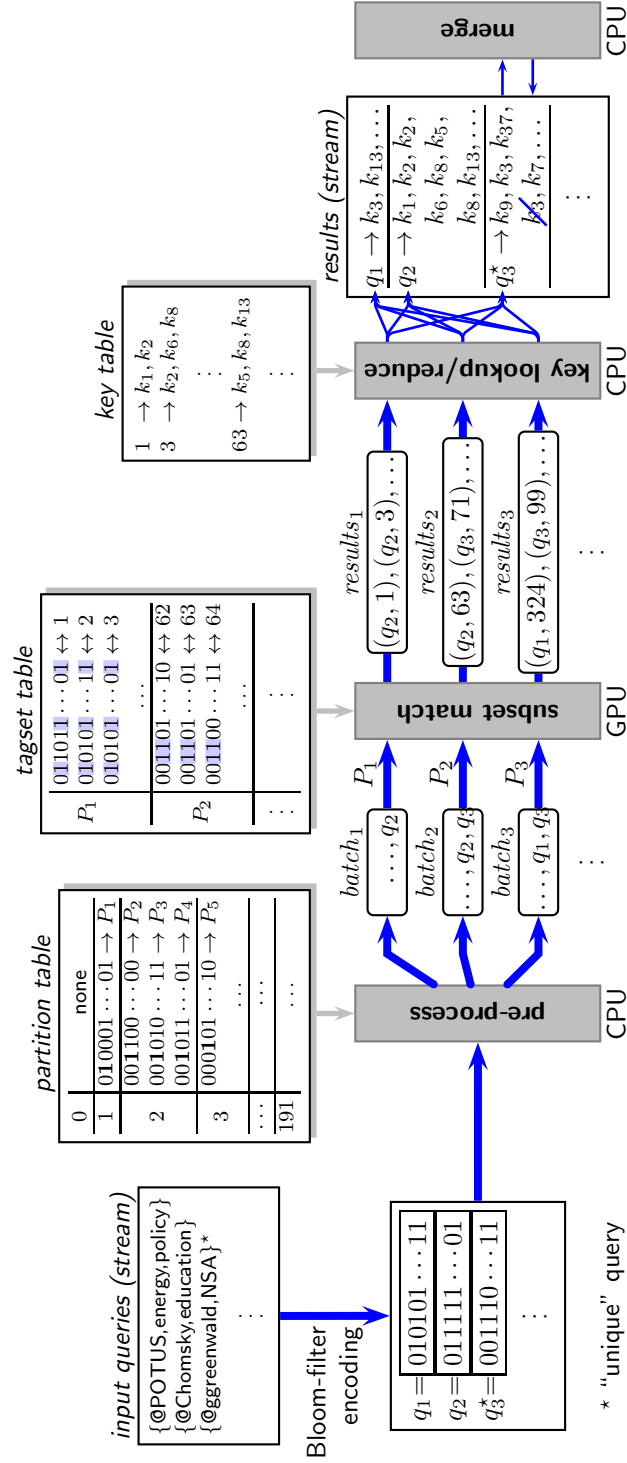 input queries (stream)
{@POTUS,energy,policy}
{@Chomsky,education}
{@ggreenwald,NSA}*
...
Bloom-filter
encoding
q₁= 010101 ⋯ 11
q₂= 011111 ⋯ 01
q₃*= 001110 ⋯ 11
...
* “unique” query
partition table
0 none
1 010001 ⋯ 01 → P₁
2 001100 ⋯ 00 → P₂
001010 ⋯ 11 → P₃
001011 ⋯ 01 → P₄
3 000101 ⋯ 10 → P₅
...
... ...
191 ...
pre-process
CPU
batch₁
..., q₂
P₁
batch₂
..., q₂, q₃
P₂
batch₃
..., q₁, q₃
P₃
...
tagset table
P₁ 011011 ⋯ 01 ↔ 1
010101 ⋯ 11 ↔ 2
010101 ⋯ 01 ↔ 3
...
P₂ 001101 ⋯ 10 ↔ 62
001101 ⋯ 01 ↔ 63
001100 ⋯ 11 ↔ 64
...
... ...
subset match
GPU
results₁
(q₂, 1), (q₂, 3), ...
results₂
(q₂, 63), (q₃, 71), ...
results₃
(q₁, 324), (q₃, 99), ...
...
key table
1 → k₁, k₂
3 → k₂, k₆, k₈
...
63 → k₅, k₈, k₁₃
...
key lookup/reduce
CPU
results (stream)
q₁ → k₃, k₁₃, ...
q₂ → k₁, k₂, k₂,
k₆, k₈, k₅,
k₈, k₁₃, ...
q₃* → k₉, k₃, k₃₇,
k₃, k₇, ...
...
merge
CPU